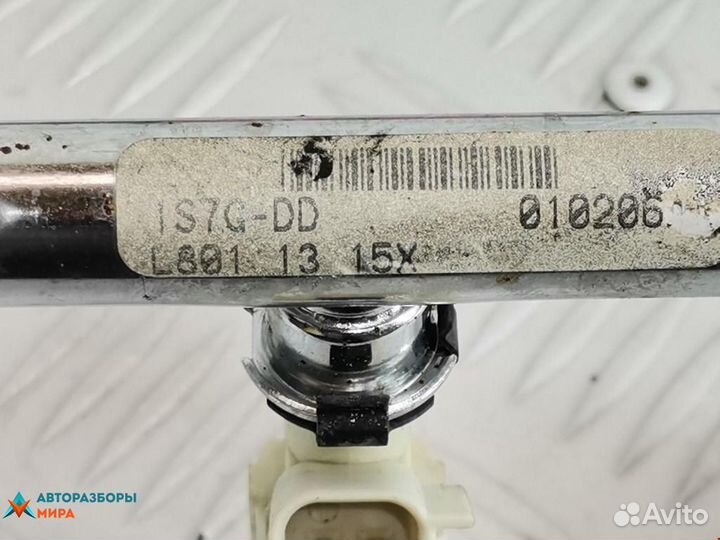 1S7G-DD 010206
L801 13 15X
АВТОРАЗБОРЫ
МИРА
Avito